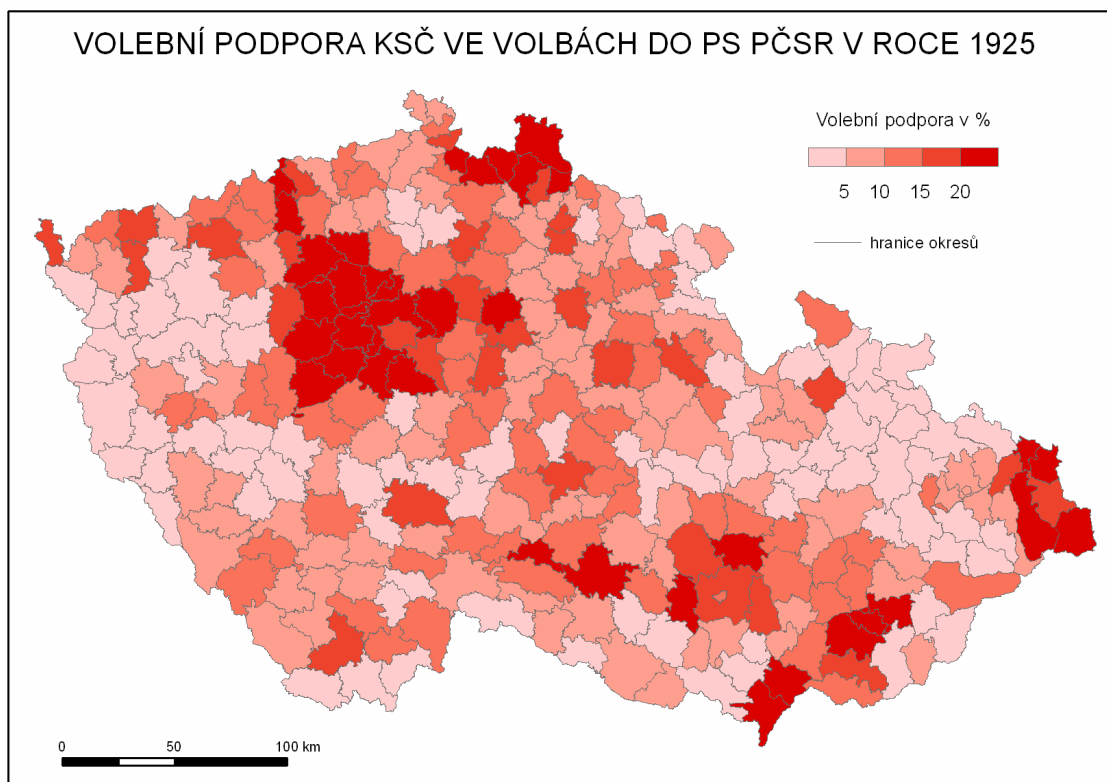 VOLEBNÍ PODPORA KSČ VE VOLBÁCH DO PS PČSR V ROCE 1925
Volební podpora v %
5 10 15 20
hranice okresů
0 50 100 km